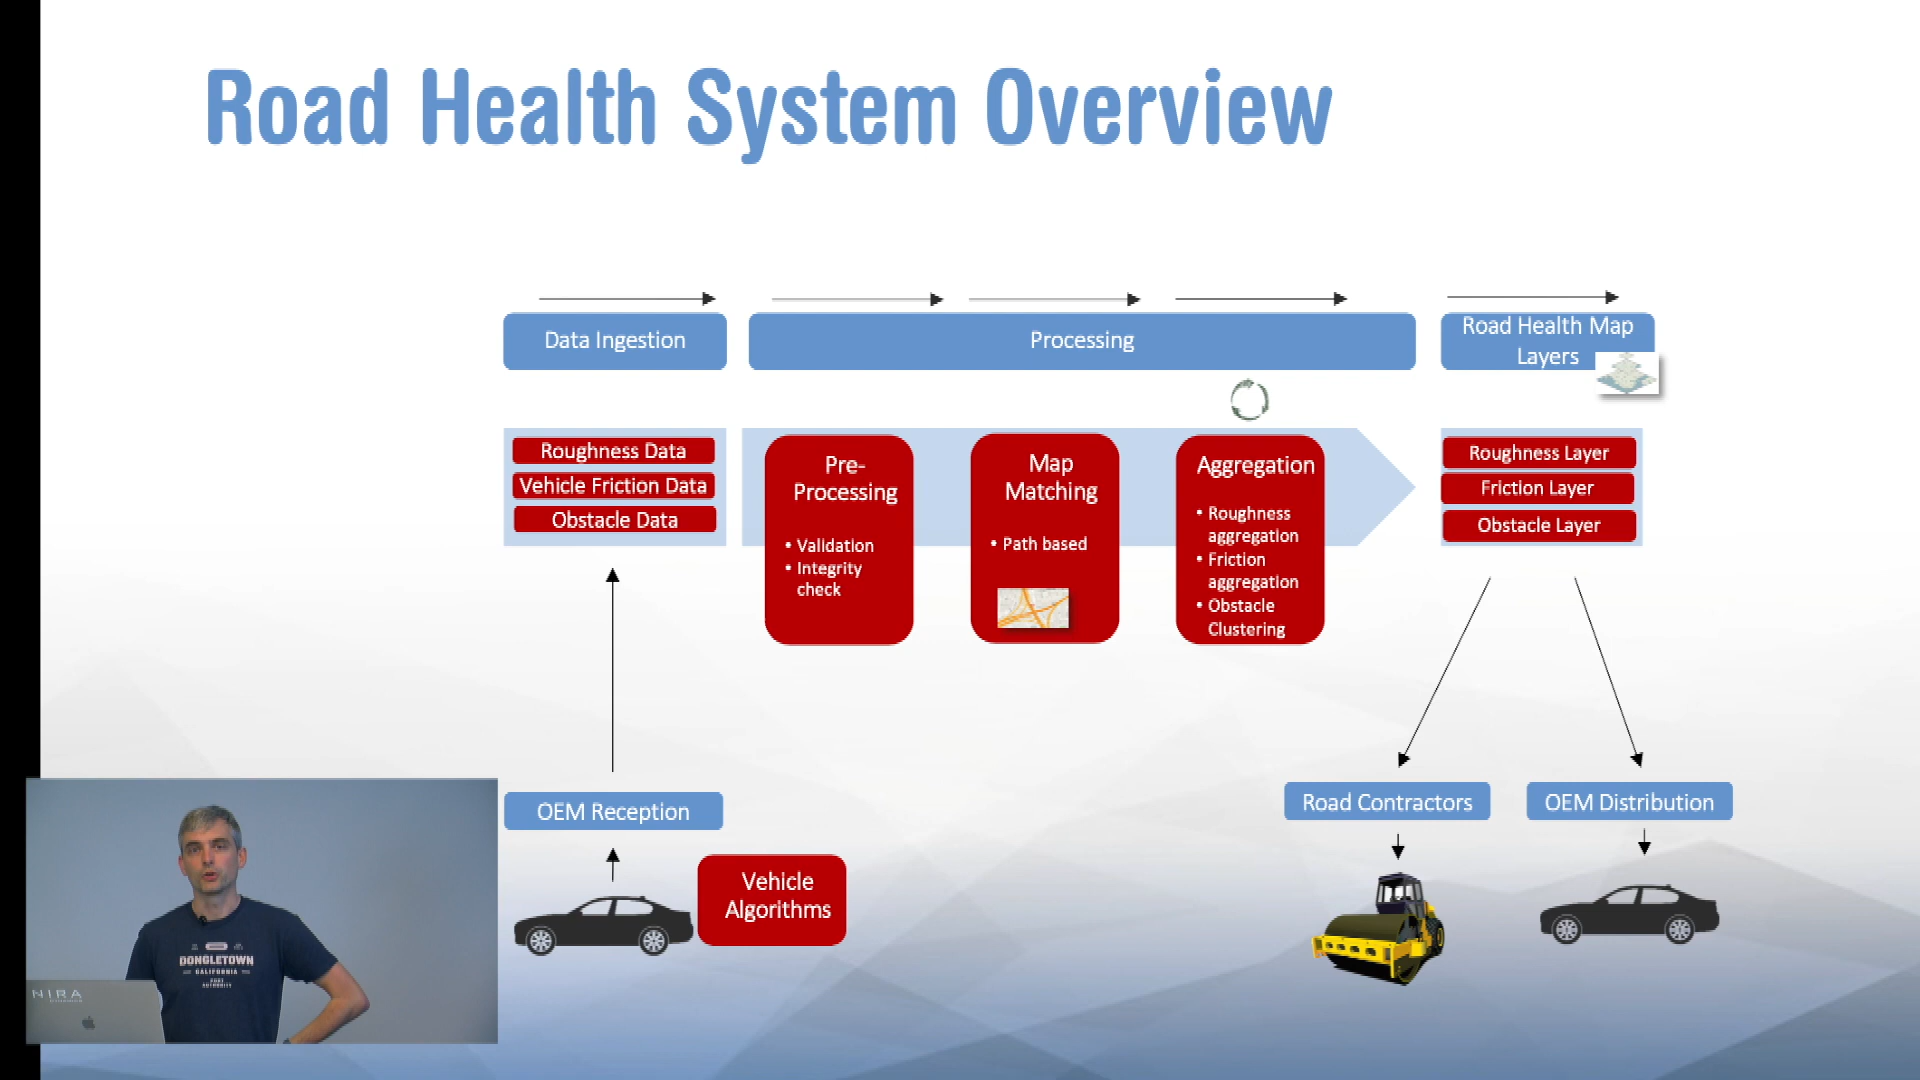 Road Health System Overview
Data Ingestion
Processing
Road Health Map
Layers
Roughness Data
Vehicle Friction Data
Obstacle Data
Pre-
Processing
• Validation
• Integrity
check
Map
Matching
• Path based
Aggregation
• Roughness
aggregation
• Friction
aggregation
• Obstacle
Clustering
Roughness Layer
Friction Layer
Obstacle Layer
OEM Reception
Vehicle
Algorithms
Road Contractors
OEM Distribution
DONGLETOWN
CALIFORNIA
PORT
AUTHORITY
NIRA